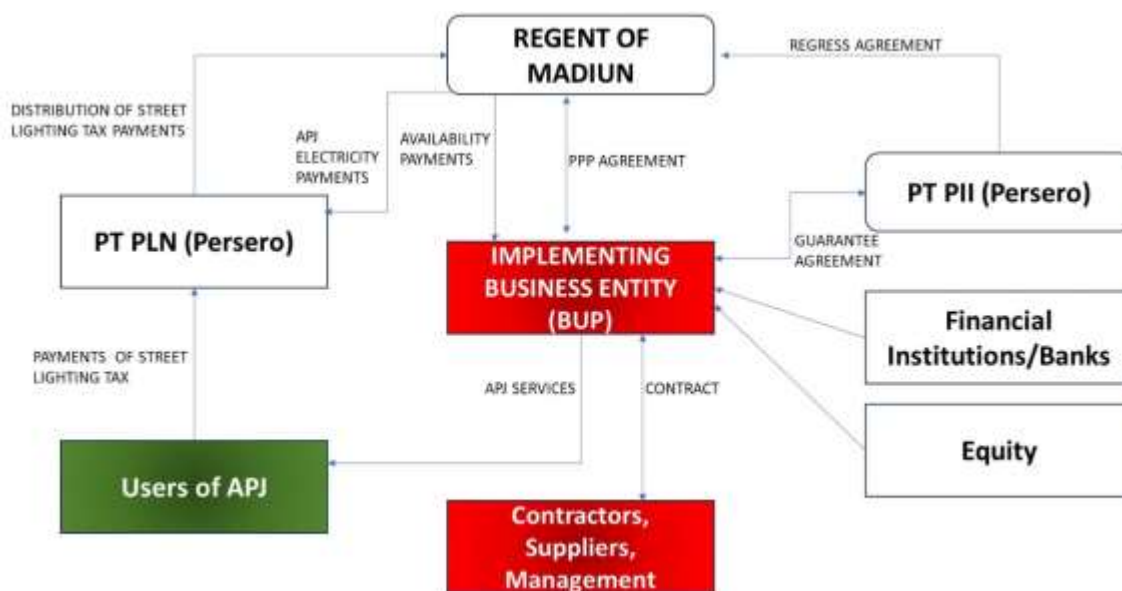 REGENT OF
MADIUN
REGRESS AGREEMENT
DISTRIBUTION OF STREET
LIGHTING TAX PAYMENTS
APJ
ELECTRICITY
PAYMENTS
AVAILABILITY
PAYMENTS
PPP AGREEMENT
PT PLN (Persero)
PT PII (Persero)
IMPLEMENTING
BUSINESS ENTITY
(BUP)
GUARANTEE
AGREEMENT
Financial
Institutions/Banks
PAYMENTS OF STREET
LIGHTING TAX
APJ SERVICES
CONTRACT
Equity
Users of APJ
Contractors,
Suppliers,
Management